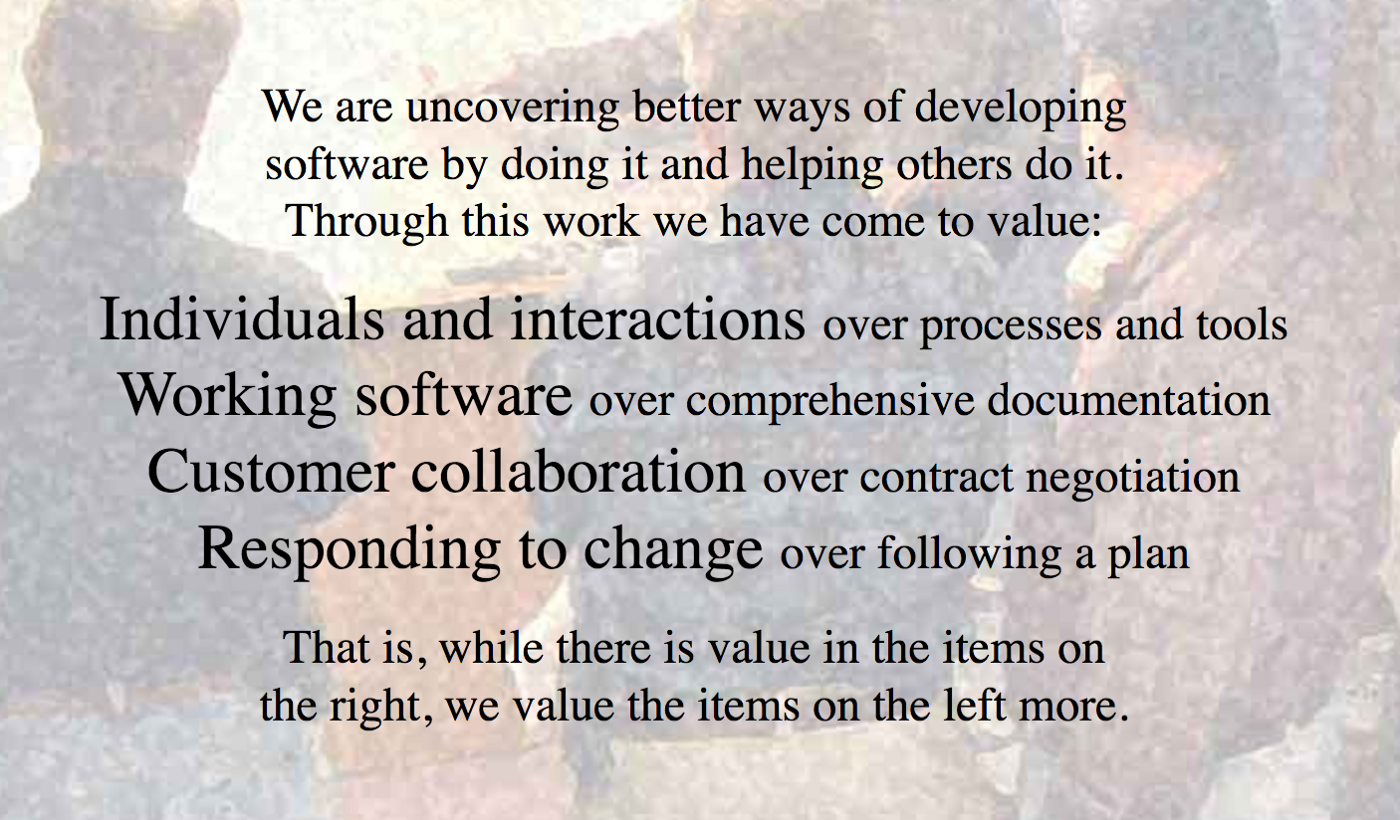 We are uncovering better ways of developing
software by doing it and helping others do it.
Through this work we have come to value:
Individuals and interactions over processes and tools
Working software over comprehensive documentation
Customer collaboration over contract negotiation
Responding to change over following a plan
That is, while there is value in the items on
the right, we value the items on the left more.